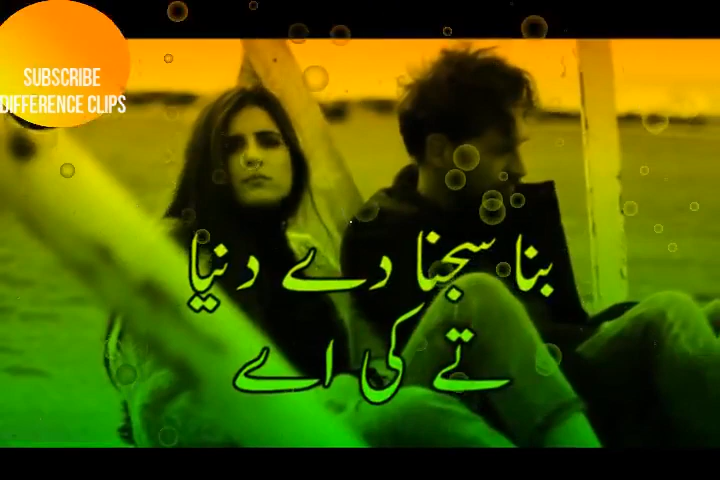 SUBSCRIBE
DIFFERENCE CLIPS
بنا سجنا دے دنیا
تے کی اے